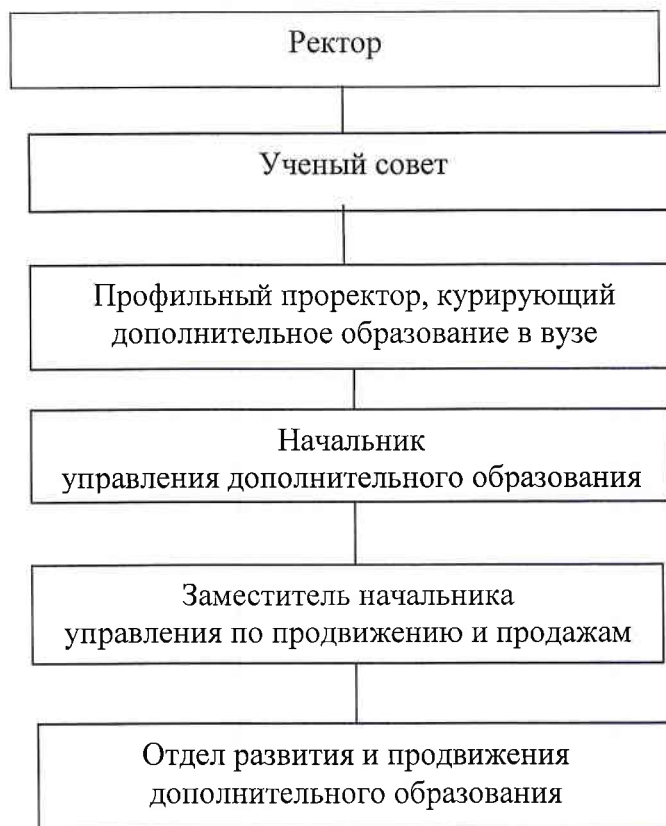 Ректор
Ученый совет
Профильный проректор, курирующий
дополнительное образование в вузе
Начальник
управления дополнительного образования
Заместитель начальника
управления по продвижению и продажам
Отдел развития и продвижения
дополнительного образования